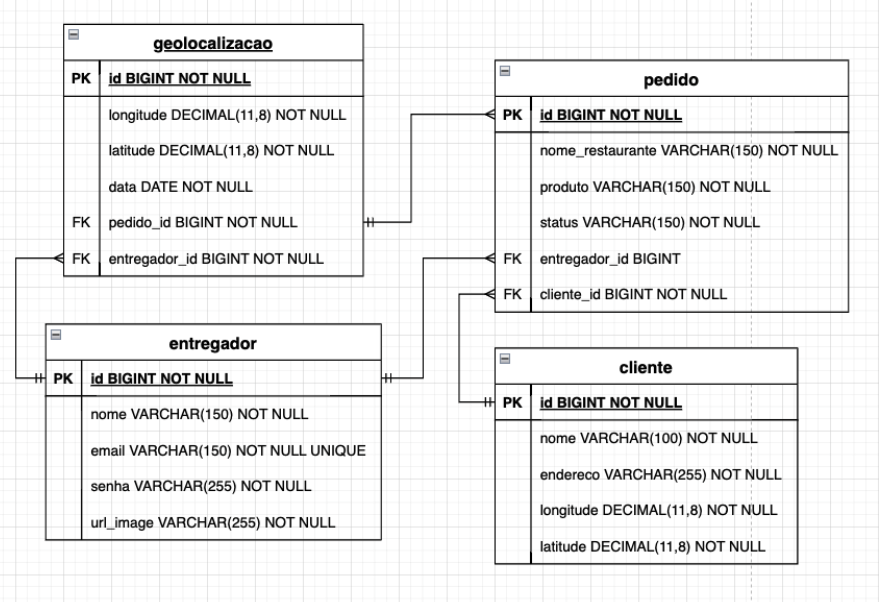 geolocalizacao
PK id BIGINT NOT NULL
longitude DECIMAL(11,8) NOT NULL
latitude DECIMAL(11,8) NOT NULL
data DATE NOT NULL
FK pedido_id BIGINT NOT NULL
FK entregador_id BIGINT NOT NULL
pedido
PK id BIGINT NOT NULL
nome_restaurante VARCHAR(150) NOT NULL
produto VARCHAR(150) NOT NULL
status VARCHAR(150) NOT NULL
FK entregador_id BIGINT
FK cliente_id BIGINT NOT NULL
entregador
PK id BIGINT NOT NULL
nome VARCHAR(150) NOT NULL
email VARCHAR(150) NOT NULL UNIQUE
senha VARCHAR(255) NOT NULL
url_image VARCHAR(255) NOT NULL
cliente
PK id BIGINT NOT NULL
nome VARCHAR(100) NOT NULL
endereco VARCHAR(255) NOT NULL
longitude DECIMAL(11,8) NOT NULL
latitude DECIMAL(11,8) NOT NULL